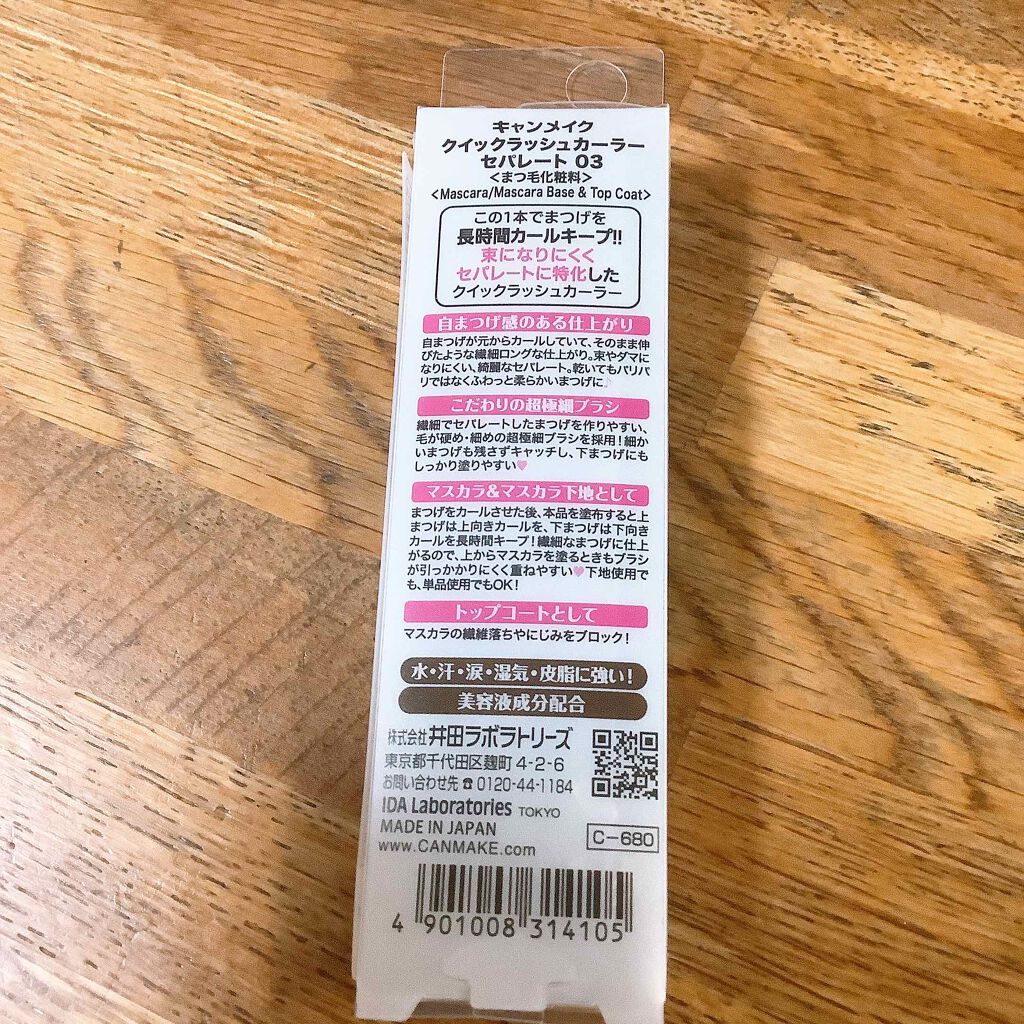 キャンメイク
クイックラッシュカーラー
セパレート 03
<まつ毛化粧料>
<Mascara/Mascara Base & Top Coat>
この1本でまつげを
長時間カールキープ!!
束になりにくく
セパレートに特化した
クイックラッシュカーラー
自まつげ感のある仕上がり
自まつげが元からカールしていて、そのまま伸
びたような繊細ロングな仕上がり。束やダマに
なりにくい、綺麗なセパレート。乾いてもパリパ
リではなくふわっと柔らかいまつげに♪
こだわりの超極細ブラシ
繊細でセパレートしたまつげを作りやすい、
毛が硬め・細めの超極細ブラシを採用!細か
いまつげも残さずキャッチし、下まつげにも
しっかり塗りやすい♥
マスカラ&マスカラ下地として
まつげをカールさせた後、本品を塗布すると上
まつげは上向きカールを、下まつげは下向き
カールを長時間キープ!繊細なまつげに仕上
がるので、上からマスカラを塗るときもブラシ
が引っかかりにくく重ねやすい♥下地使用で
も、単品使用でもOK!
トップコートとして
マスカラの繊維落ちやにじみをブロック!
水・汗・涙・湿気・皮脂に強い!
美容液成分配合
株式会社 井田ラボラトリーズ
東京都千代田区麹町4-2-6
お問い合わせ先 ☎ 0120-44-1184
IDA Laboratories TOKYO
MADE IN JAPAN
www.CANMAKE.com
C-680
4 901008 314105